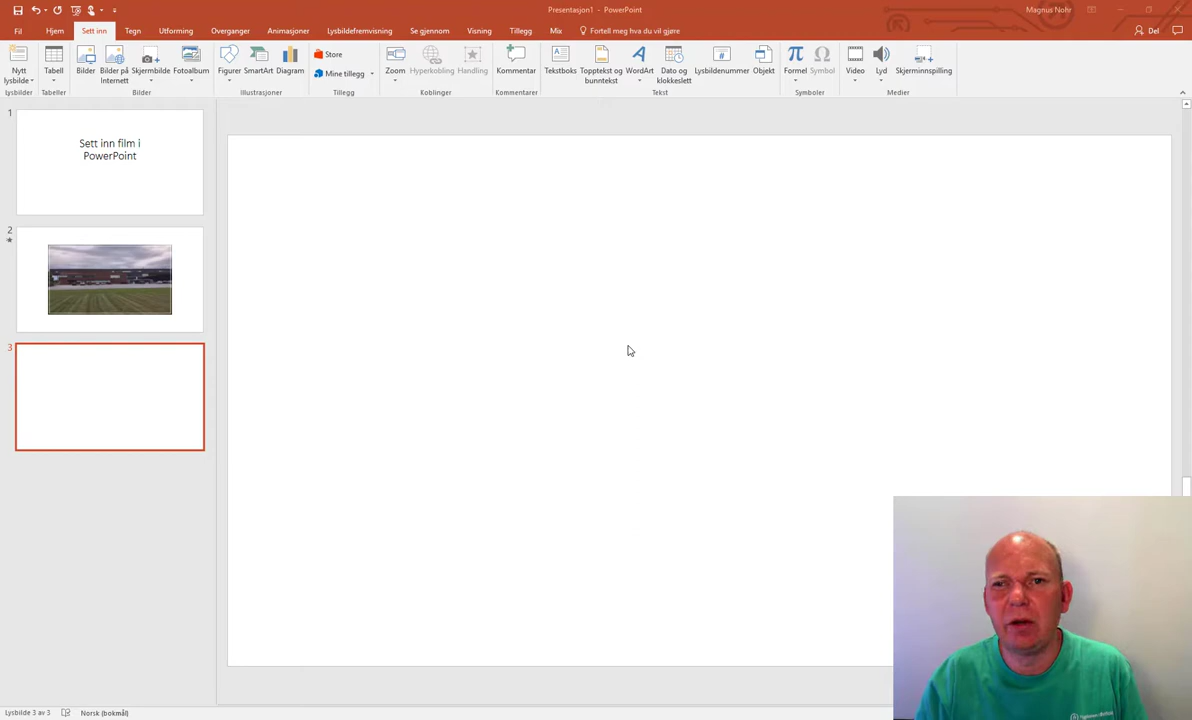 Presentasjon1 - PowerPoint
Magnus Nohr
Fil Hjem Sett inn Tegn Utforming Overganger Animasjoner Lysbildefremvisning Se gjennom Visning Tillegg Mix Fortell meg hva du vil gjøre Del
Nytt lysbilde
Tabell
Bilder
Bilder på Internett
Skjermbilde
Fotoalbum
Figurer
SmartArt
Diagram
Store
Mine tillegg
Zoom
Hyperkobling
Handling
Kommentar
Tekstboks
Topptekst og bunntekst
WordArt
Dato og klokkeslett
Lysbildenummer
Objekt
Formel
Symbol
Video
Lyd
Skjerminnspilling
Lysbilder Tabeller Bilder Illustrasjoner Tillegg Koblinger Kommentarer Tekst Symboler Medier
1
Sett inn film i
PowerPoint
2
3
Lysbilde 3 av 3 Norsk (bokmål)